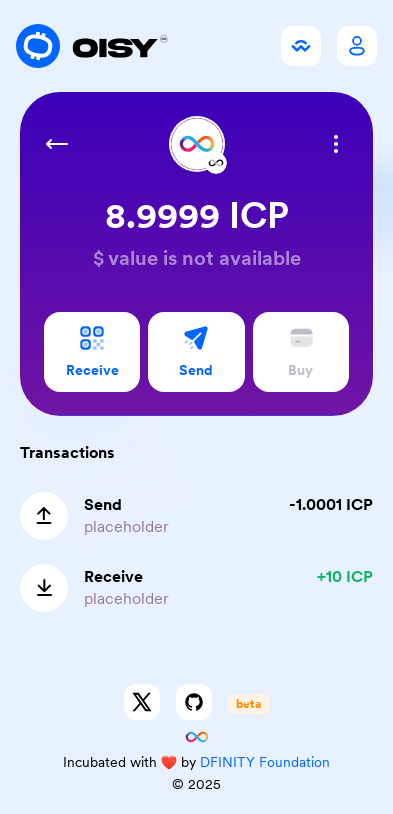 OISY
8.9999 ICP
$ value is not available
Receive
Send
Buy
Transactions
Send
-1.0001 ICP
placeholder
Receive
+10 ICP
placeholder
beta
Incubated with ❤️ by DFINITY Foundation
© 2025